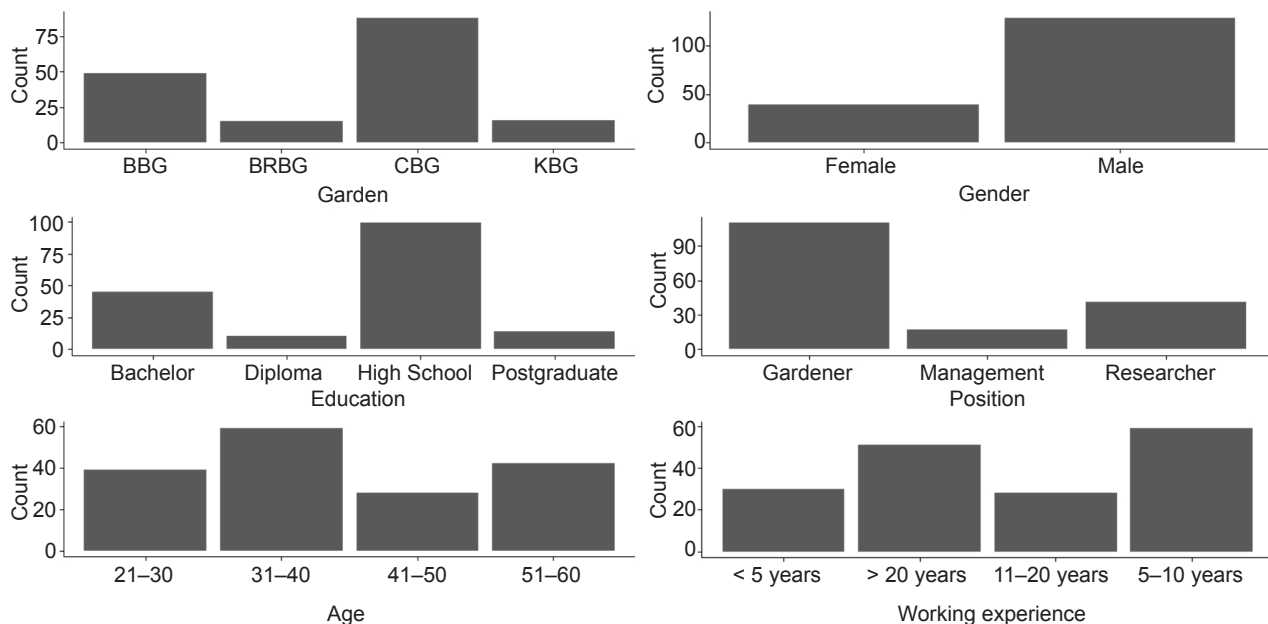 Count
75
50
25
0
BBG BRBG CBG KBG
Garden
Count
100
50
0
Female Male
Gender
Count
100
75
50
25
0
Bachelor Diploma High School Postgraduate
Education
Count
90
60
30
0
Gardener Management Researcher
Position
Count
60
40
20
0
21–30 31–40 41–50 51–60
Age
Count
60
40
20
0
< 5 years > 20 years 11–20 years 5–10 years
Working experience